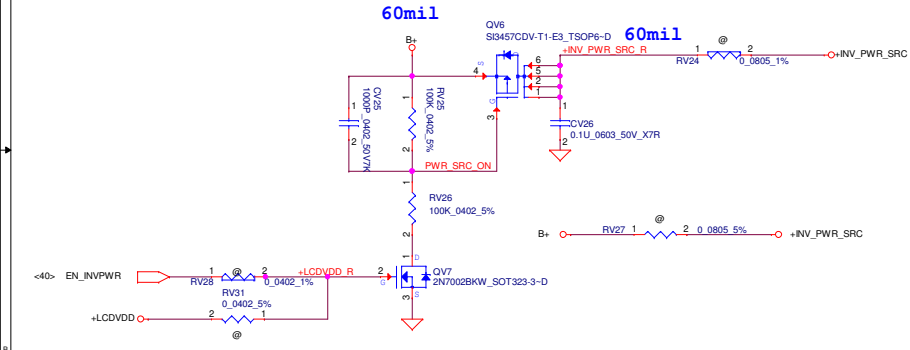 60mil
QV6
SI3457CDV-T1-E3_TSOP6~D
60mil
B+
+INV_PWR_SRC_R
@
1
2
RV24
0_0805_1%
+INV_PWR_SRC
4
S
6
5
2
1
G
3
CV25
1000P_0402_50V7K
1
2
RV25
100K_0402_5%
1
2
1
CV26
0.1U_0603_50V_X7R
2
PWR_SRC_ON
1
RV26
100K_0402_5%
2
@
B+
RV27
1
2
0_0805_5%
+INV_PWR_SRC
1
D
QV7
2N7002BKW_SOT323-3~D
2
G
3
S
<40>
EN_INVPWR
1
@
2
+LCDVDD_R
RV28
0_0402_1%
RV31
0_0402_5%
+LCDVDD
2
1
@